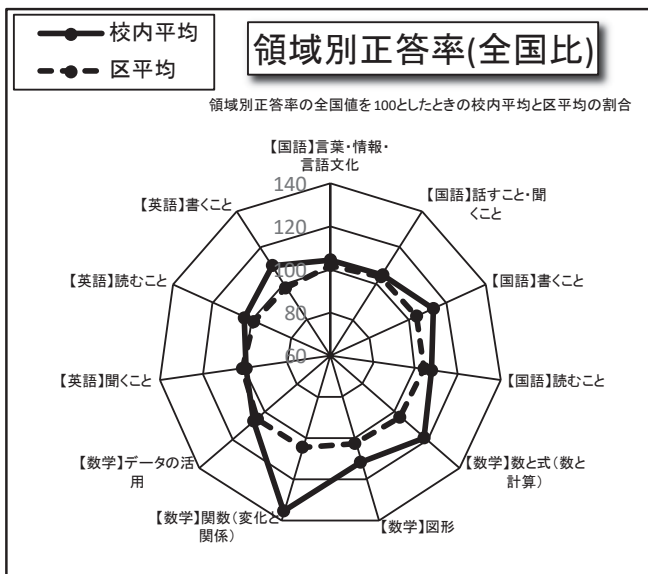 校内平均
区平均
領域別正答率(全国比)
領域別正答率の全国値を100としたときの校内平均と区平均の割合
【国語】言葉・情報・
言語文化
【国語】話すこと・聞
くこと
【国語】書くこと
【国語】読むこと
【数学】数と式（数と
計算）
【数学】図形
【数学】関数（変化と
関係）
【数学】データの活
用
【英語】聞くこと
【英語】読むこと
【英語】書くこと
140
120
100
80
60